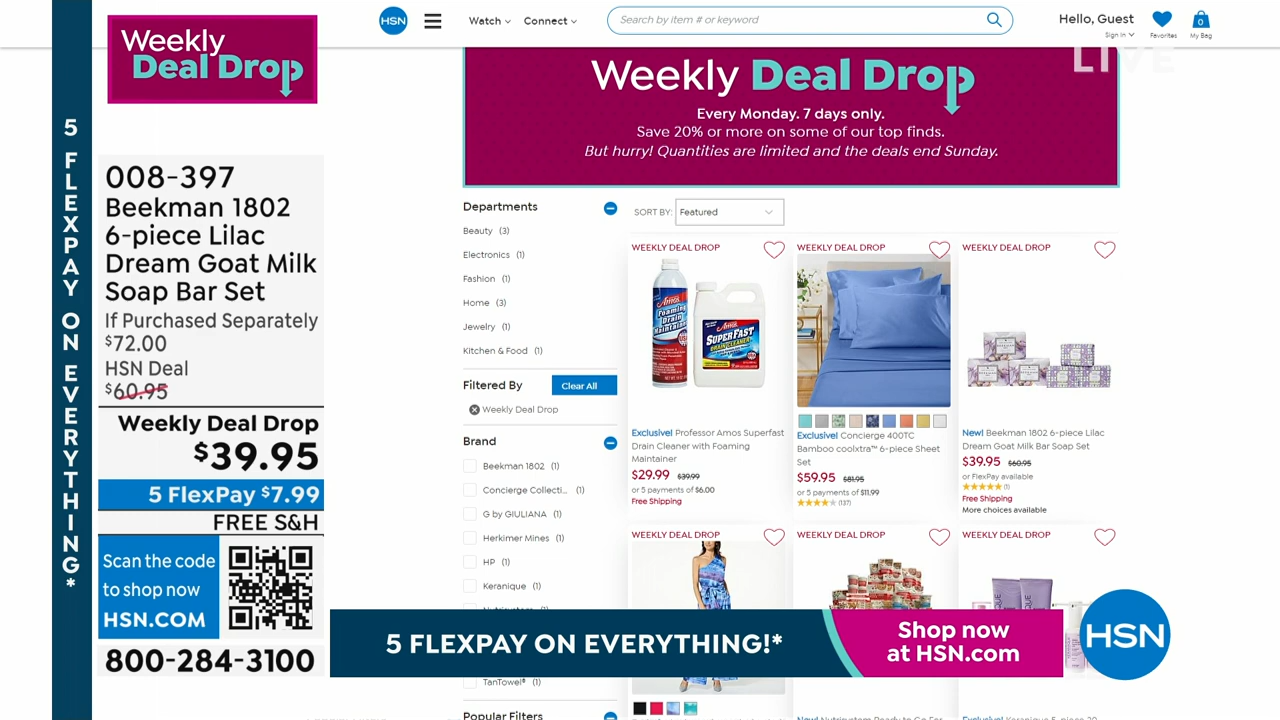 Weekly
Deal Drop
5 FLEXPAY ON EVERYTHING*
008-397
Beekman 1802
6-piece Lilac
Dream Goat Milk
Soap Bar Set
If Purchased Separately
$72.00
HSN Deal
$60.95
Weekly Deal Drop
$39.95
5 FlexPay $7.99
FREE S&H
Scan the code
to shop now
HSN.COM
800-284-3100
HSN
Watch
Connect
Search by item # or keyword
Hello, Guest
Sign In
Favorites
0
My Bag
LIVE
Weekly Deal Drop
Every Monday. 7 days only.
Save 20% or more on some of our top finds.
But hurry! Quantities are limited and the deals end Sunday.
Departments
Beauty (3)
Electronics (1)
Fashion (1)
Home (3)
Jewelry (1)
Kitchen & Food (1)
Filtered By
Clear All
Weekly Deal Drop
Brand
Beekman 1802 (1)
Concierge Collecti... (1)
G by GIULIANA (1)
Herkimer Mines (1)
HP (1)
Keranique (1)
TanTowel® (1)
Popular Filters
SORT BY: Featured
WEEKLY DEAL DROP
Amos
Foaming
Drain
Maintainer
Amos
SUPERFAST
DRAIN CLEANER
Exclusive! Professor Amos Superfast
Drain Cleaner with Foaming
Maintainer
$29.99 $39.99
or 5 payments of $6.00
Free Shipping
WEEKLY DEAL DROP
Exclusive! Concierge 400TC
Bamboo coolxtra™ 6-piece Sheet
Set
$59.95 $81.95
or 5 payments of $11.99
(137)
WEEKLY DEAL DROP
New! Beekman 1802 6-piece Lilac
Dream Goat Milk Bar Soap Set
$39.95 $60.95
or FlexPay available
(1)
Free Shipping
More choices available
WEEKLY DEAL DROP
WEEKLY DEAL DROP
WEEKLY DEAL DROP
5 FLEXPAY ON EVERYTHING!*
Shop now
at HSN.com
HSN